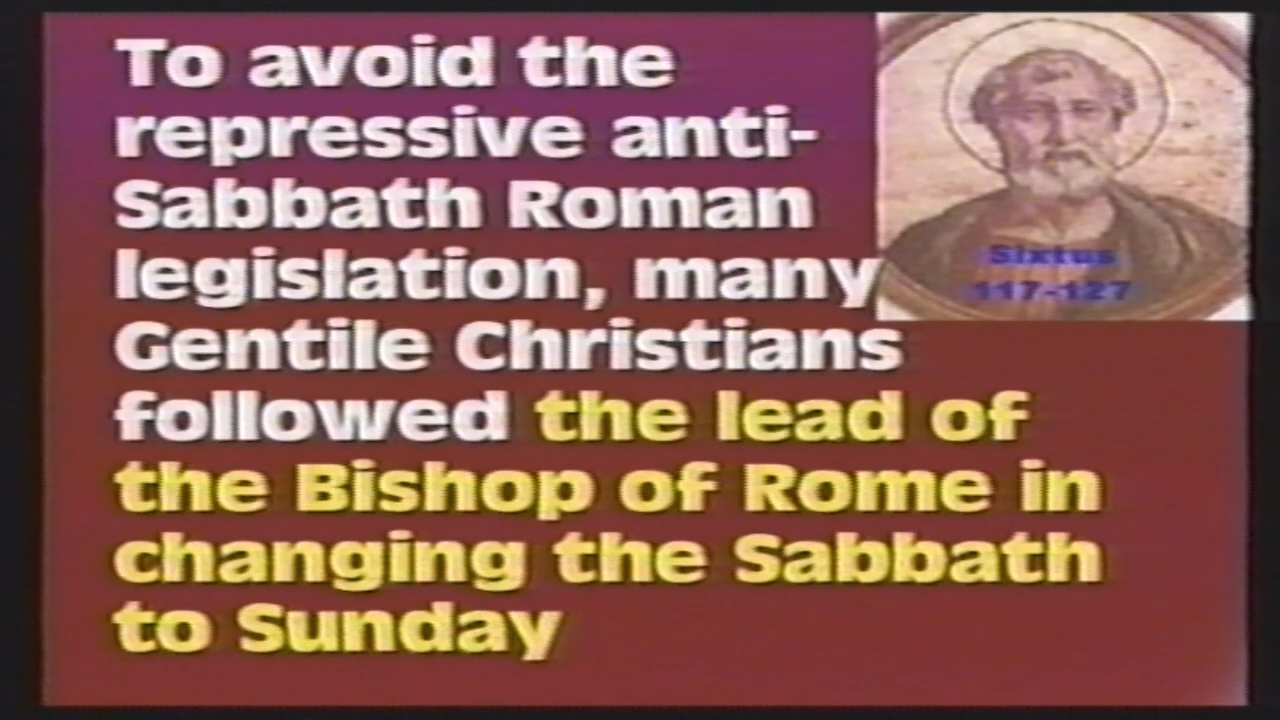 To avoid the
repressive anti-
Sabbath Roman
legislation, many
Gentile Christians
followed the lead of
the Bishop of Rome in
changing the Sabbath
to Sunday
Sixtus
117-127